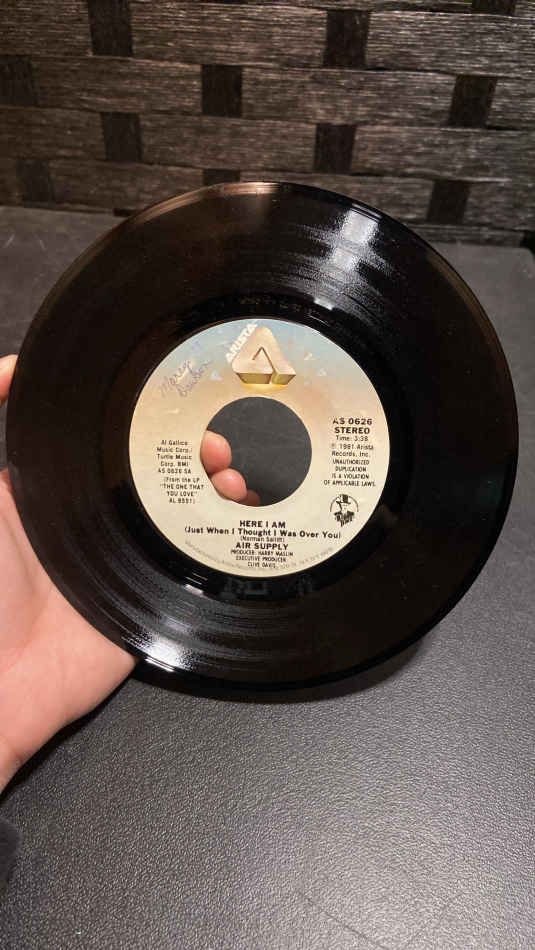 ARISTA
AS 0626
STEREO
Time: 3:38
℗ 1981 Arista
Records, Inc.
UNAUTHORIZED
DUPLICATION
IS A VIOLATION
OF APPLICABLE LAWS.
Al Gallico
Music Corp./
Turtle Music
Corp. BMI
AS 0626 SA
(From the LP
"THE ONE THAT
YOU LOVE"
AL 9551)
HERE I AM
(Just When I Thought I Was Over You)
(Norman Sallitt)
AIR SUPPLY
PRODUCER: HARRY MASLIN
EXECUTIVE PRODUCER
CLIVE DAVIS